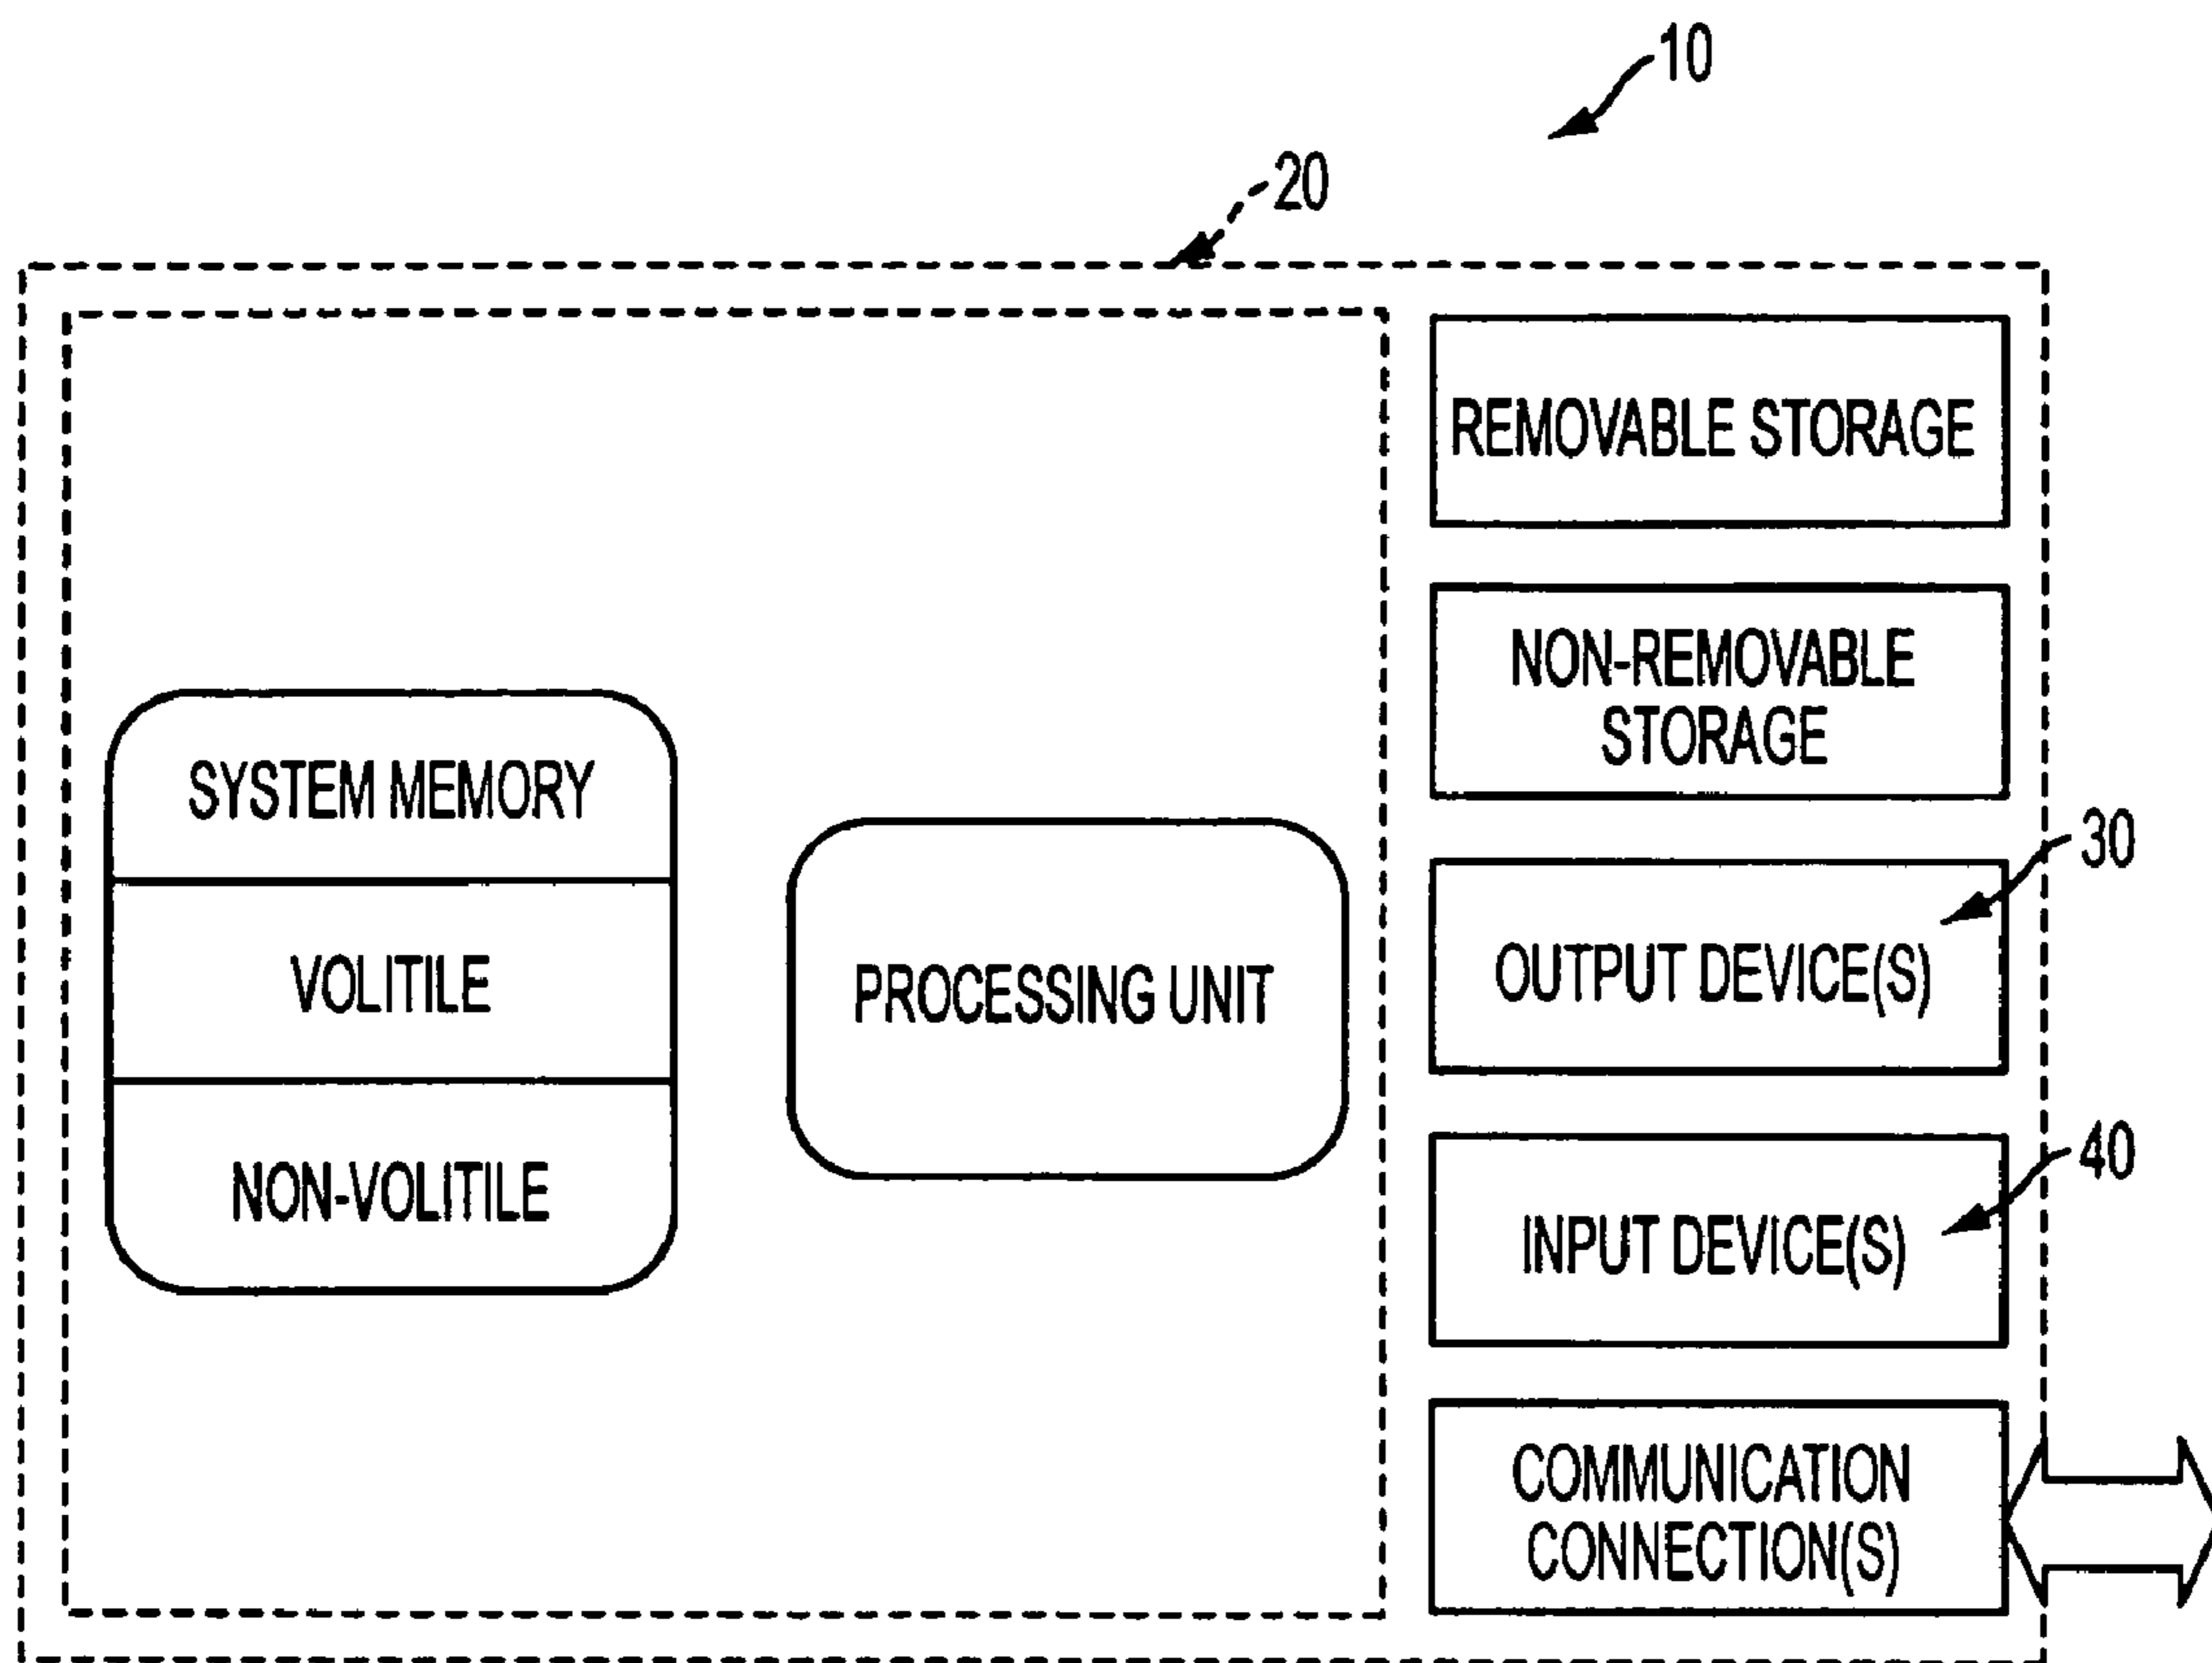 10
20
REMOVABLE STORAGE
NON-REMOVABLE
STORAGE
SYSTEM MEMORY
VOLITILE
NON-VOLITILE
PROCESSING UNIT
30
OUTPUT DEVICE(S)
40
INPUT DEVICE(S)
COMMUNICATION
CONNECTION(S)